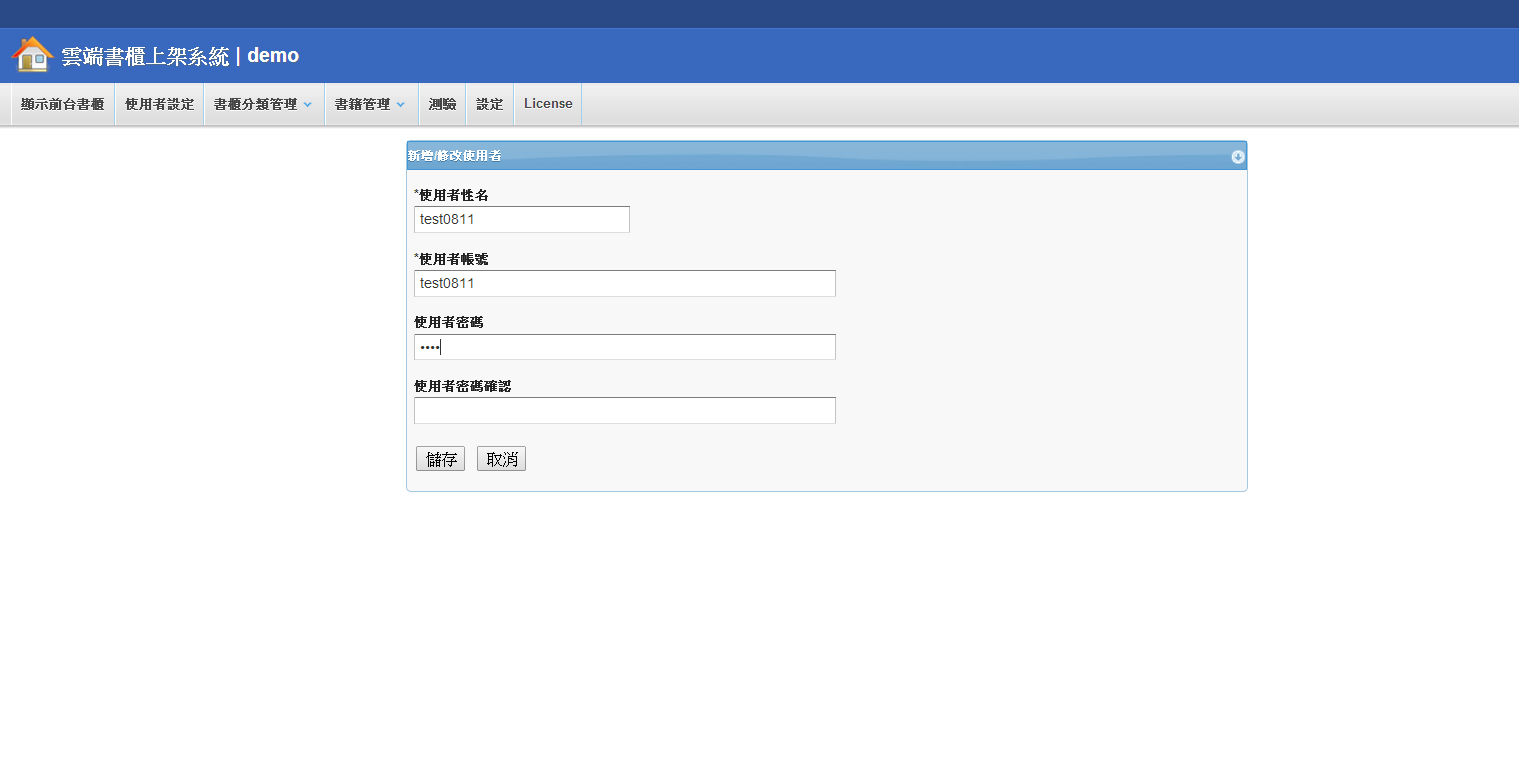 雲端書櫃上架系統 | demo
顯示前台書櫃 使用者設定 書櫃分類管理 書籍管理 測驗 設定 License
新增/修改使用者
*使用者性名
test0811
*使用者帳號
test0811
使用者密碼
••••
使用者密碼確認
儲存 取消